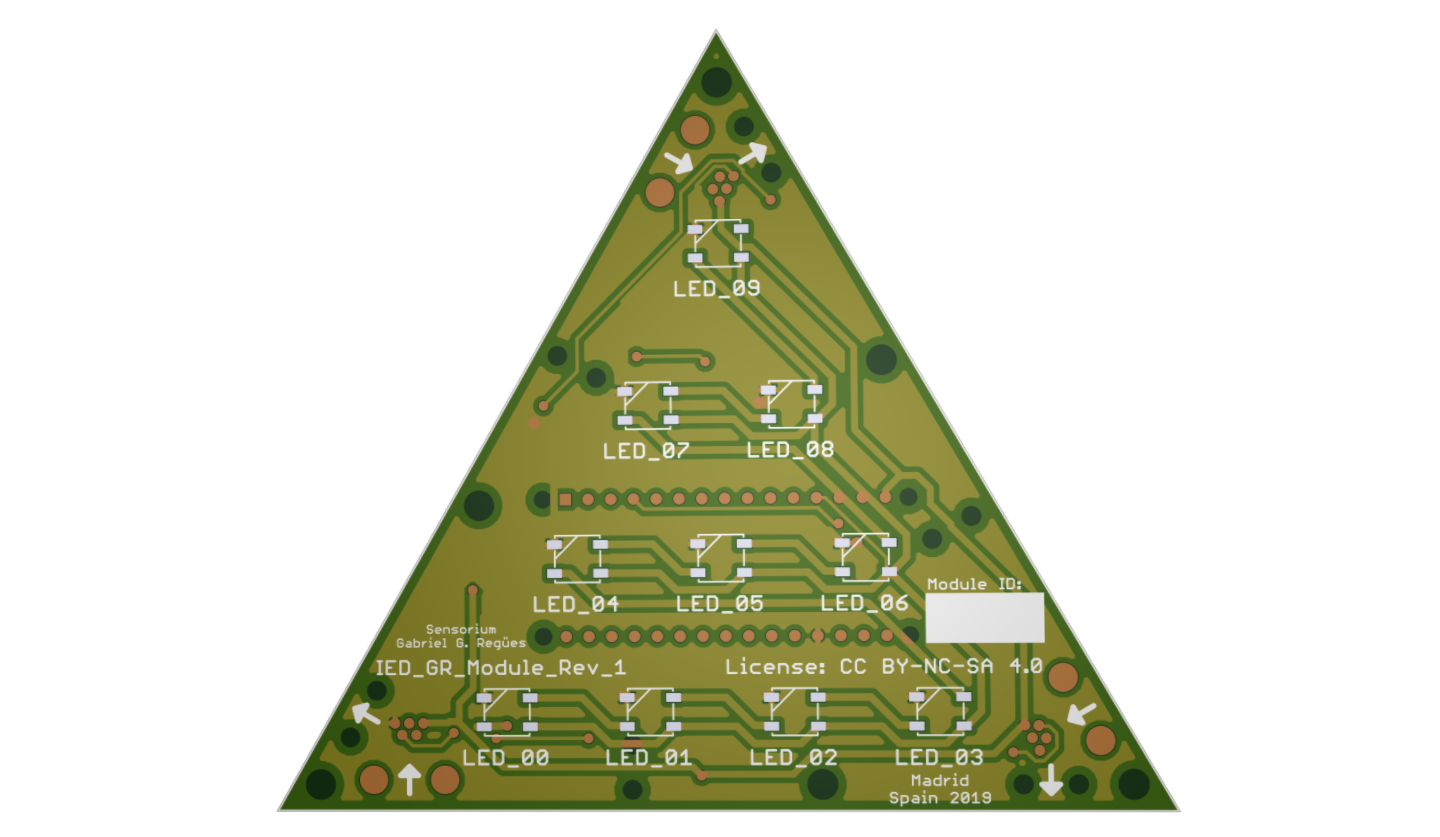 LED_09
LED_07
LED_08
LED_04
LED_05
LED_06
Module ID:
Sensorium
Gabriel G. Regües
IED_GR_Module_Rev_1
License: CC BY-NC-SA 4.0
LED_00
LED_01
LED_02
LED_03
Madrid
Spain 2019